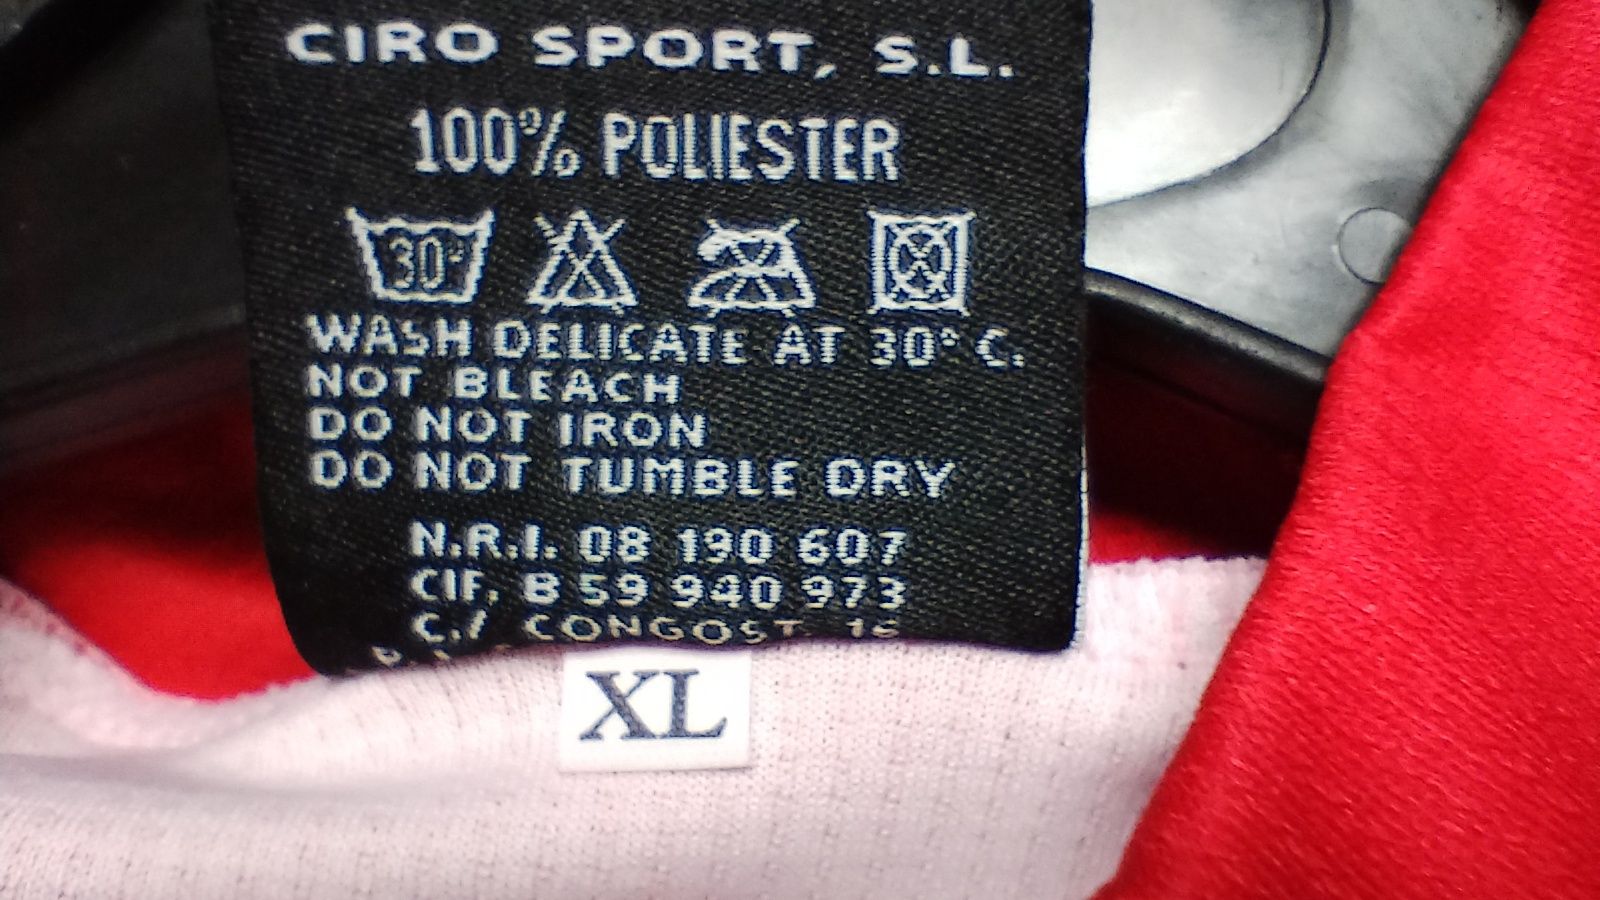 CIRO SPORT, S.L.
100% POLIESTER
30°
WASH DELICATE AT 30° C.
NOT BLEACH
DO NOT IRON
DO NOT TUMBLE DRY
N.R.I. 08 190 607
CIF. B 59 940 973
C./ CONGOST
XL